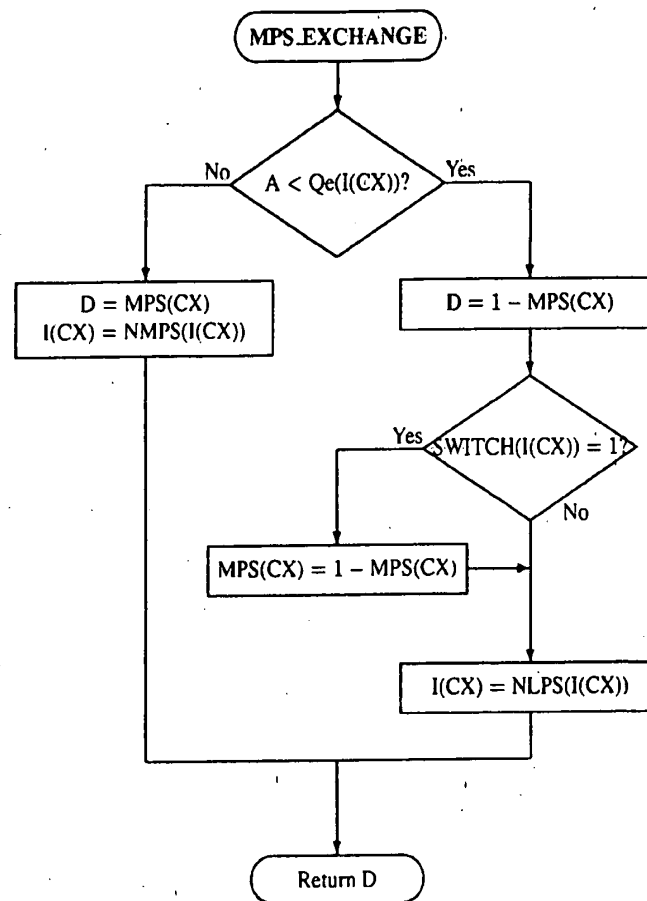 MPS_EXCHANGE
A < Qe(I(CX))?
No
Yes
D = MPS(CX)
I(CX) = NMPS(I(CX))
D = 1 – MPS(CX)
SWITCH(I(CX)) = 1?
Yes
No
MPS(CX) = 1 – MPS(CX)
I(CX) = NLPS(I(CX))
Return D